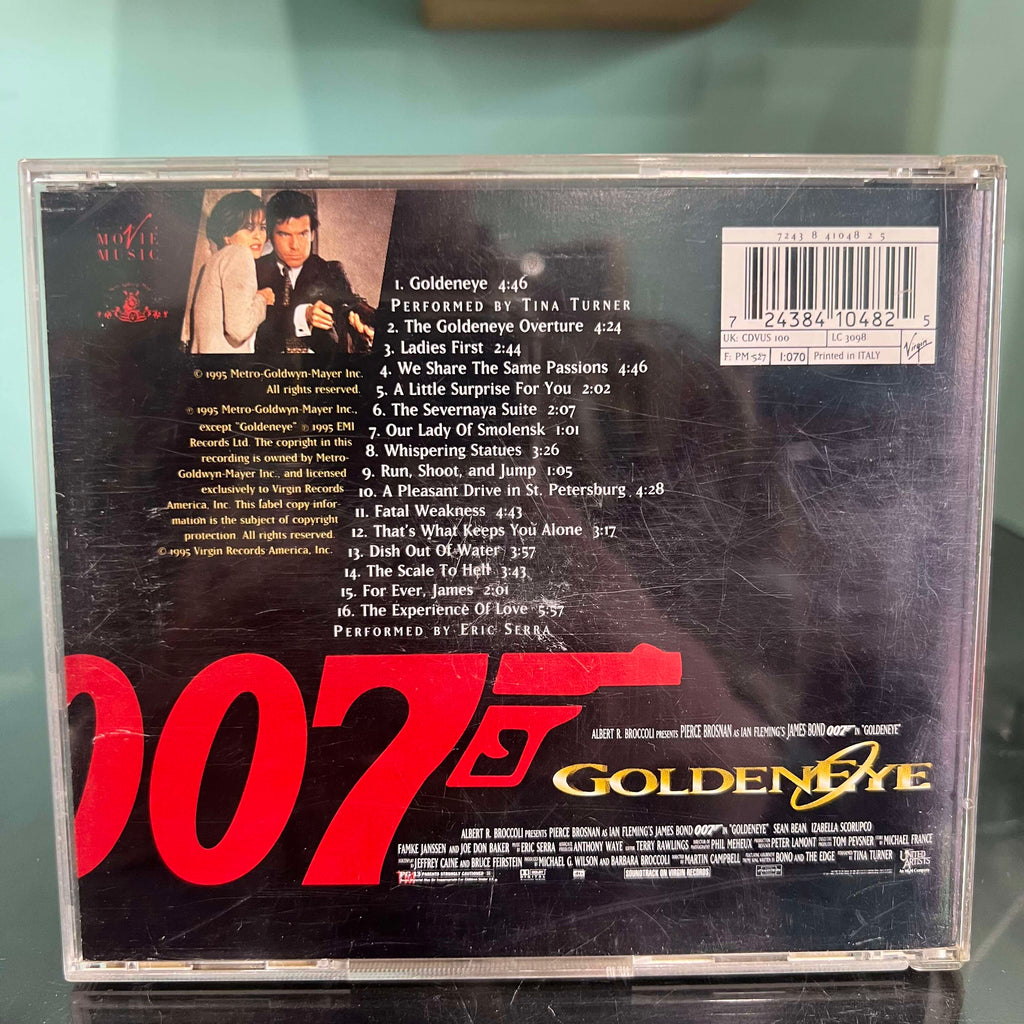 MOVIE
MUSIC
1. Goldeneye 4:46
PERFORMED BY TINA TURNER
2. The Goldeneye Overture 4:24
3. Ladies First 2:44
4. We Share The Same Passions 4:46
5. A Little Surprise For You 2:02
6. The Severnaya Suite 2:07
7. Our Lady Of Smolensk 1:01
8. Whispering Statues 3:26
9. Run, Shoot, and Jump 1:05
10. A Pleasant Drive in St. Petersburg 4:28
11. Fatal Weakness 4:43
12. That's What Keeps You Alone 3:17
13. Dish Out Of Water 3:57
14. The Scale To Hell 3:43
15. For Ever, James 2:01
16. The Experience Of Love 5:57
PERFORMED BY ERIC SERRA
© 1995 Metro-Goldwyn-Mayer Inc.
All rights reserved.
℗ 1995 Metro-Goldwyn-Mayer Inc.,
except "Goldeneye" ℗ 1995 EMI
Records Ltd. The copright in this
recording is owned by Metro-
Goldwyn-Mayer Inc., and licensed
exclusively to Virgin Records
America, Inc. This label copy infor-
mation is the subject of copyright
protection. All rights reserved.
© 1995 Virgin Records America, Inc.
7243 8 41048 2 5
7 24384 10482 5
UK: CDVUS 100
LC 3098
F: PM 527
1:070
Printed in ITALY
Virgin
007
ALBERT R. BROCCOLI PRESENTS PIERCE BROSNAN AS IAN FLEMING'S JAMES BOND 007 IN "GOLDENEYE"
GOLDENEYE
ALBERT R. BROCCOLI PRESENTS PIERCE BROSNAN AS IAN FLEMING'S JAMES BOND 007 IN "GOLDENEYE" SEAN BEAN IZABELLA SCORUPCO
FAMKE JANSSEN AND JOE DON BAKER ERIC SERRA ANTHONY WAYE TERRY RAWLINGS PHIL MEHEUX PETER LAMONT TOM PEVSNER MICHAEL FRANCE
JEFFREY CAINE AND BRUCE FEIRSTEIN MICHAEL G. WILSON AND BARBARA BROCCOLI MARTIN CAMPBELL BONO AND THE EDGE TINA TURNER
UNITED
ARTISTS
PG-13 PARENTS STRONGLY CAUTIONED
SOUNDTRACK ON VIRGIN RECORDS